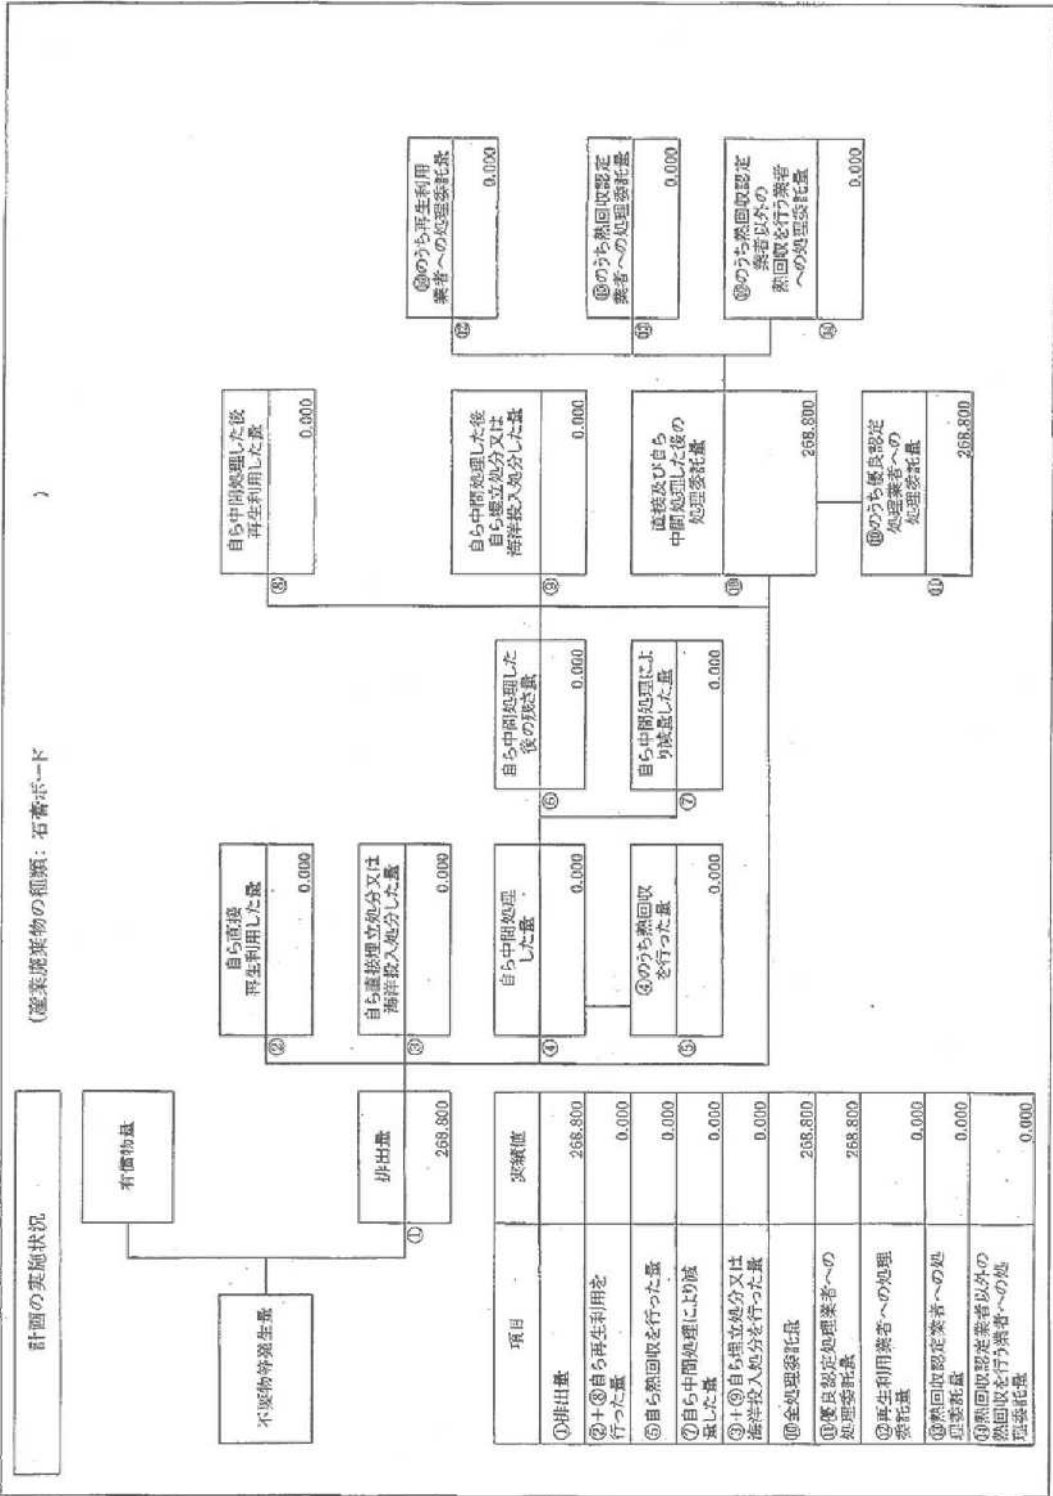 計画の実施状況
(産業廃棄物の種類: 石膏ボード
)
不要物等発生量
有償物量
①
排出量
268.800
②
自ら直接
再生利用した量
0.000
③
自ら直接埋立処分又は
海洋投入処分した量
0.000
④
自ら中間処理
した量
0.000
⑤
④のうち熱回収
を行った量
0.000
⑥
自ら中間処理した
後の残さ量
0.000
⑦
自ら中間処理によ
り減量した量
0.000
⑧
自ら中間処理した後
再生利用した量
0.000
⑨
自ら中間処理した後
自ら埋立処分又は
海洋投入処分した量
0.000
⑩
直接及び自ら
中間処理した後の
処理委託量
268.800
⑪
⑩のうち優良認定
処理業者への
処理委託量
268.800
⑫
⑩のうち再生利用
業者への処理委託量
0.000
⑬
⑩のうち熱回収認定
業者への処理委託量
0.000
⑭
⑩のうち熱回収認定
業者以外の
熱回収を行う業者
への処理委託量
0.000
項目 実績値
①排出量 268.800
②+⑧自ら再生利用を
行った量 0.000
⑤自ら熱回収を行った量 0.000
⑦自ら中間処理により減
量した量 0.000
③+⑨自ら埋立処分又は
海洋投入処分を行った量 0.000
⑩全処理委託量 268.800
⑪優良認定処理業者への
処理委託量 268.800
⑫再生利用業者への処理
委託量 0.000
⑬熱回収認定業者への処
理委託量 0.000
⑭熱回収認定業者以外の
熱回収を行う業者への処
理委託量 0.000